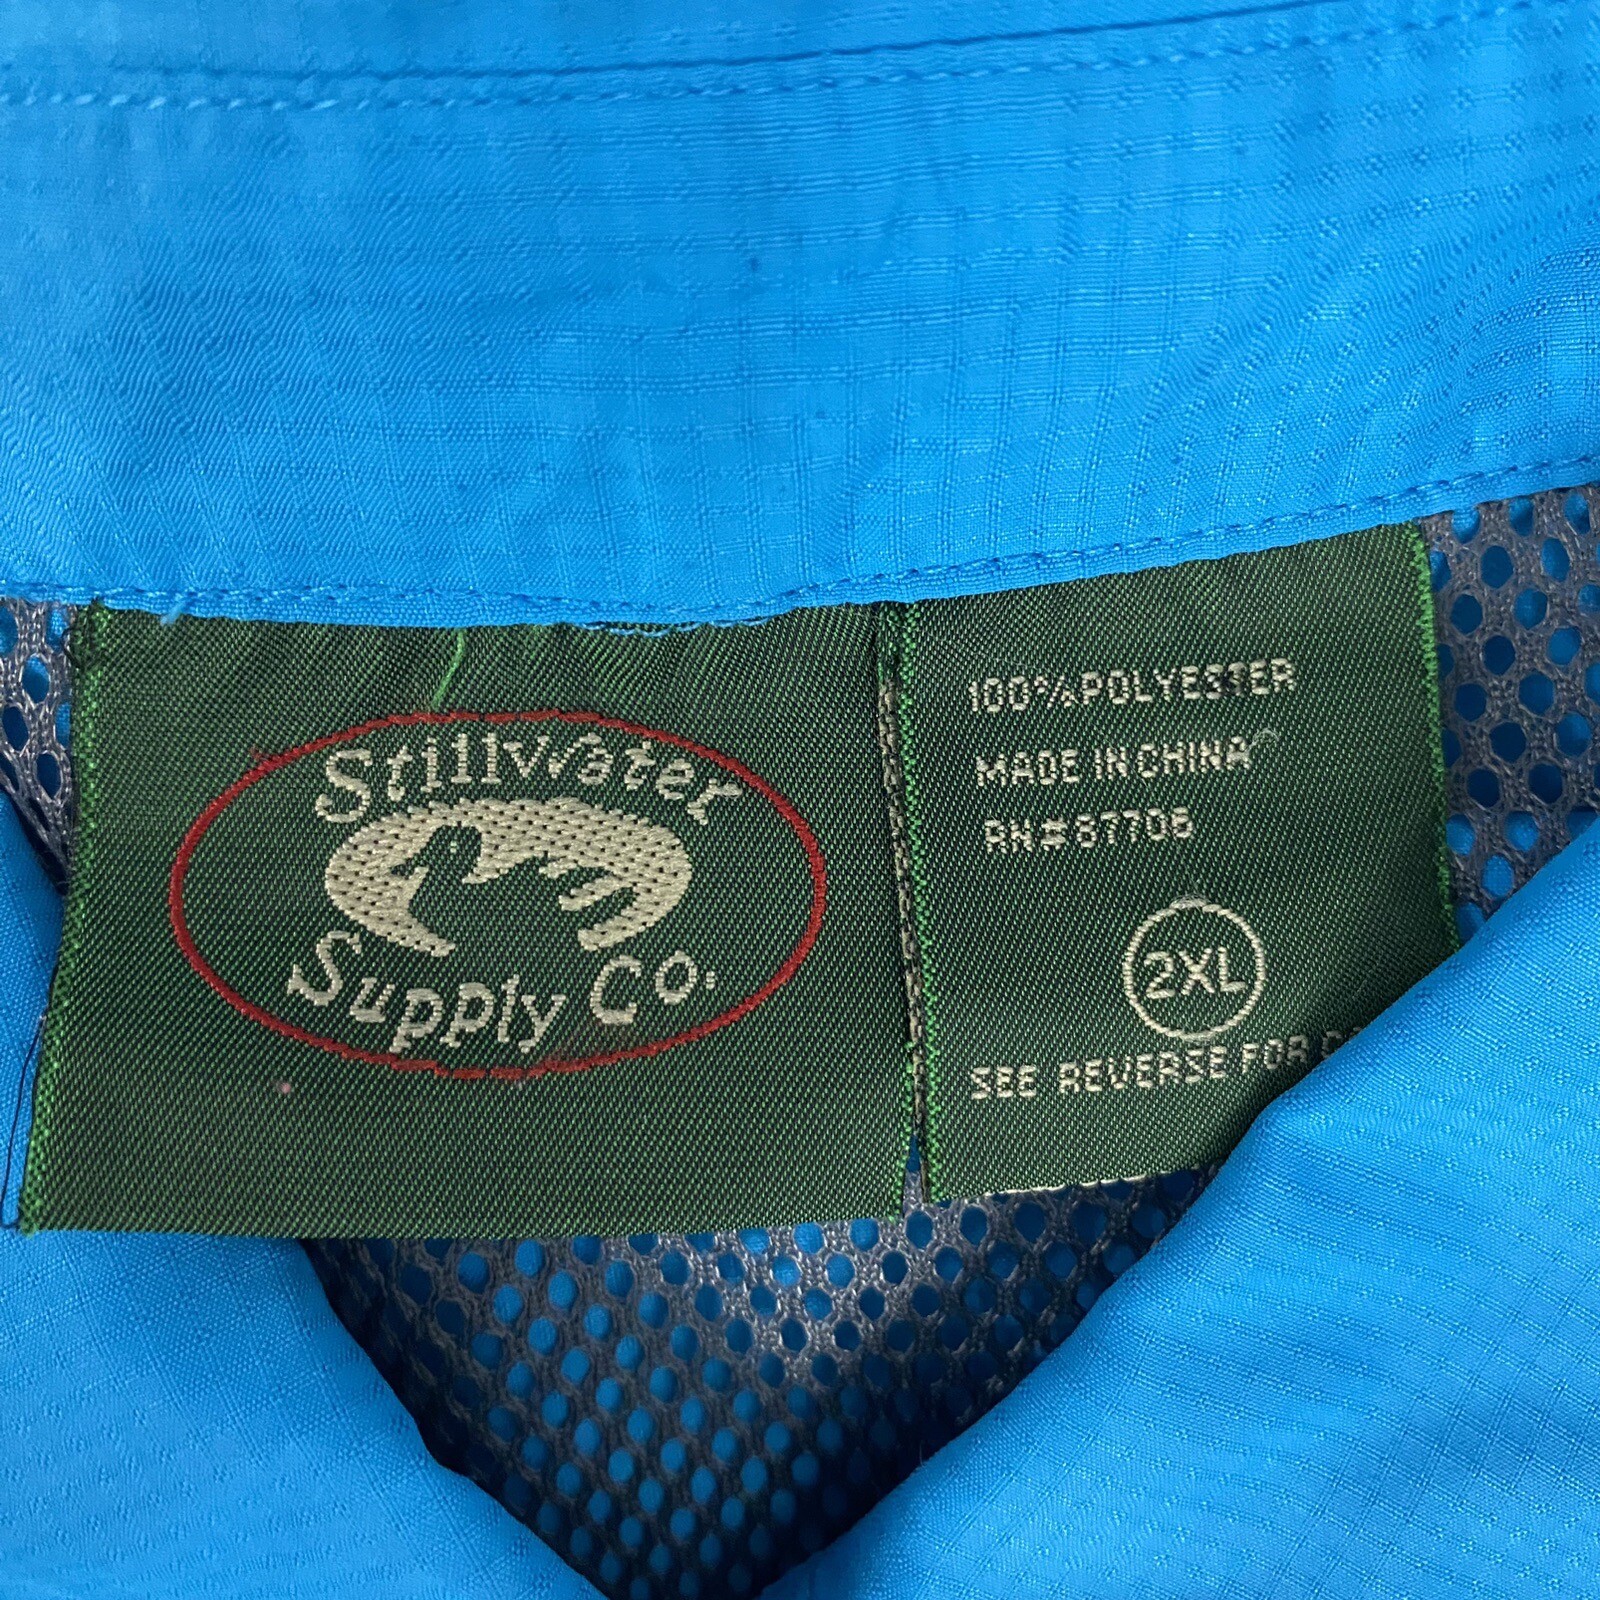 StillWater
Supply Co.
100% POLYESTER
MADE IN CHINA
RN# 87706
2XL
SEE REVERSE FOR